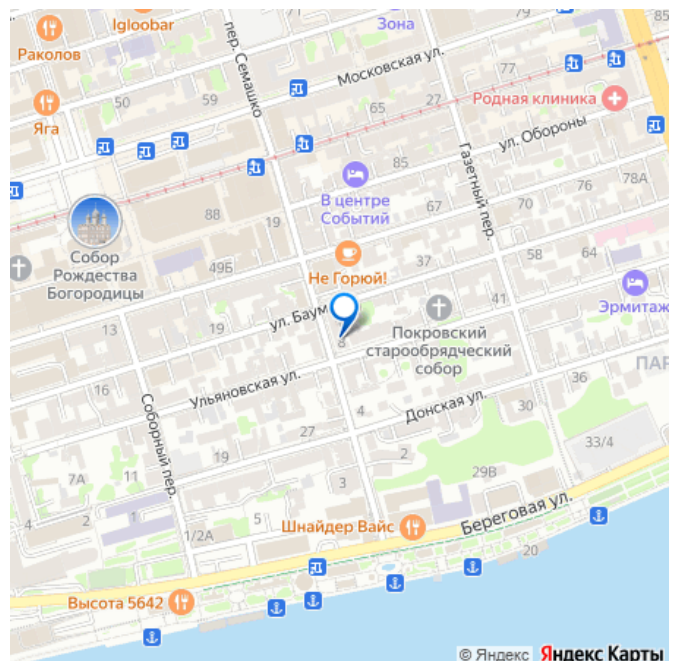 Igloobar
Зона
85
Раколов
пер. Семашко
Московская ул.
77
50
59
65
27
Родная клиника
Яга
ул. Обороны
85
Газетный пер.
В центре
Событий
76
78А
88
19
67
70
Собор
Рождества
Богородицы
49Б
37
58
64
Не Горюй!
41
Эрмитаж
13
19
ул. Баум
8
Покровский
старообрядческий
собор
ПАР
16
Ульяновская ул.
36
Соборный пер.
4
Донская ул.
30
27
33/4
19
2
7А
11
3
29В
4
2
1
5
Шнайдер Вайс
Береговая ул.
1/2А
20
Высота 5642
© Яндекс Яндекс Карты